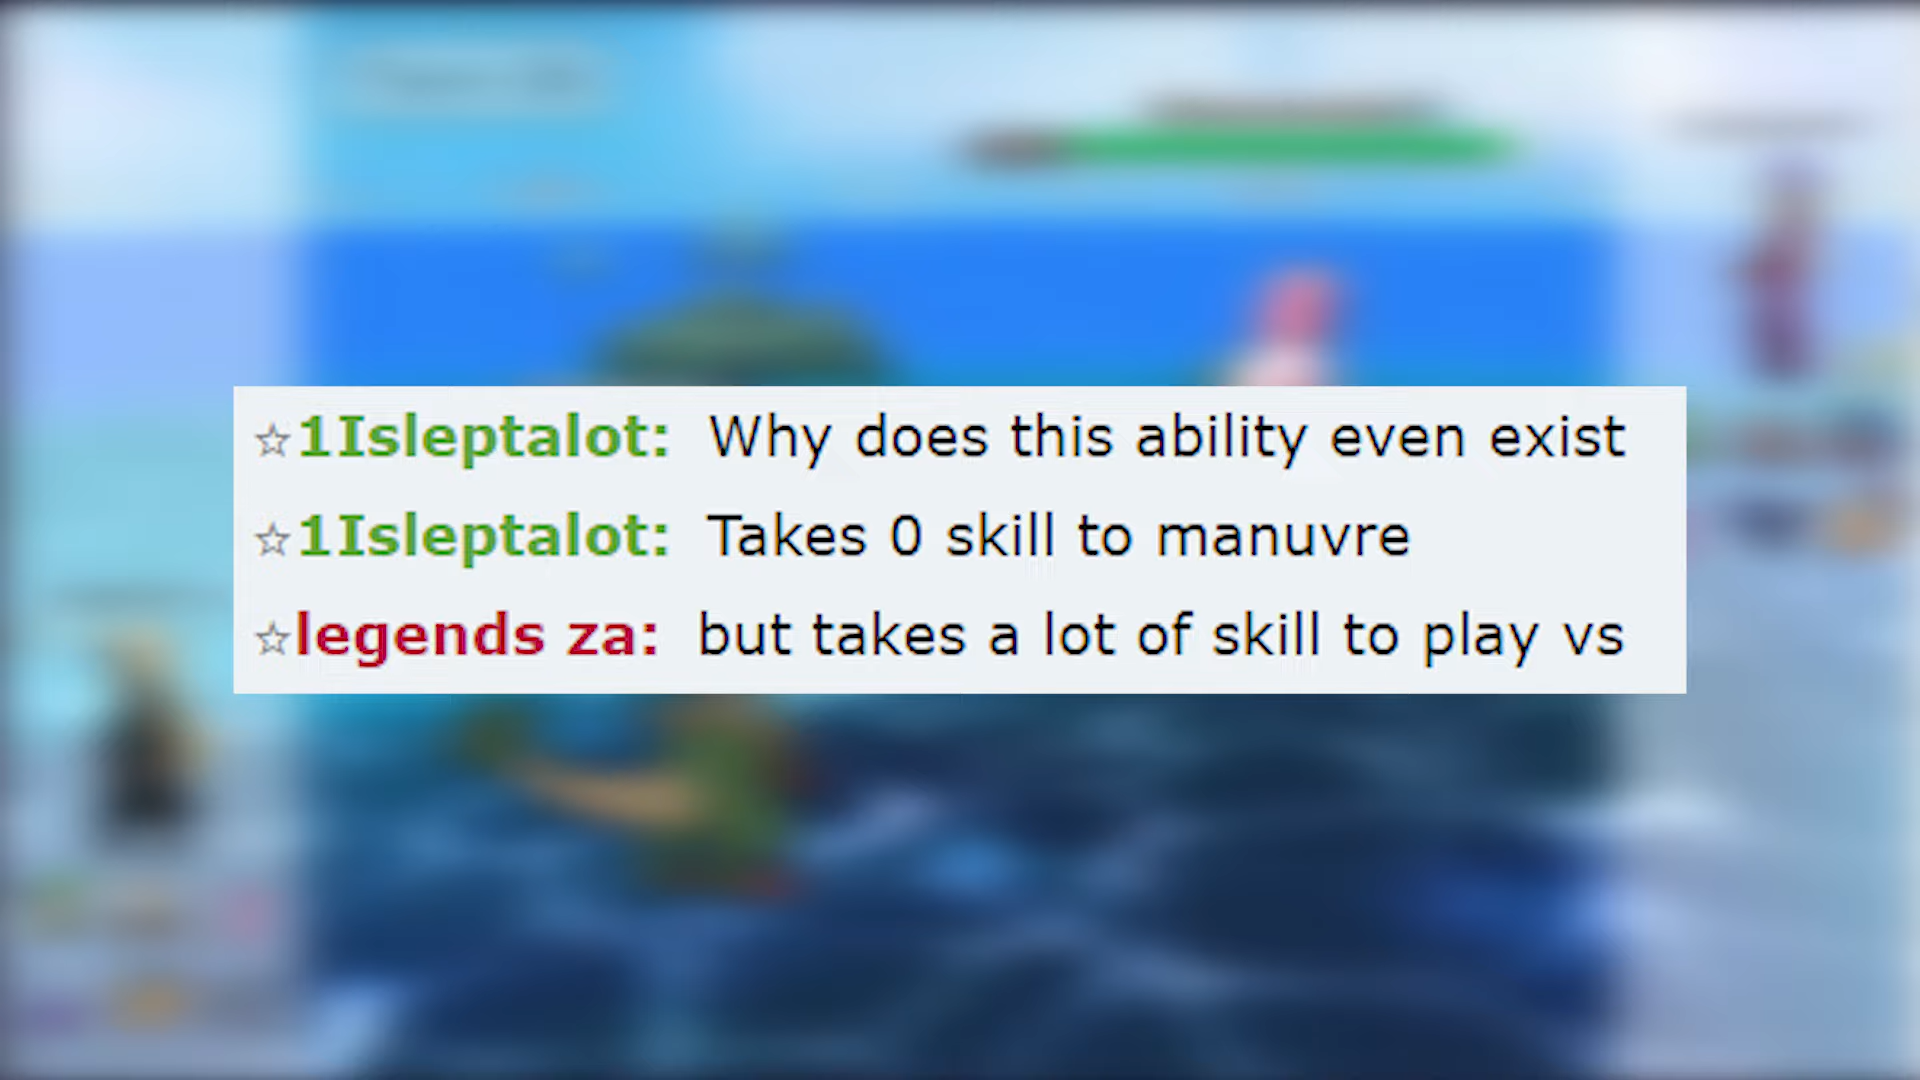 ☆1Isleptalot: Why does this ability even exist
☆1Isleptalot: Takes 0 skill to manuvre
☆legends za: but takes a lot of skill to play vs